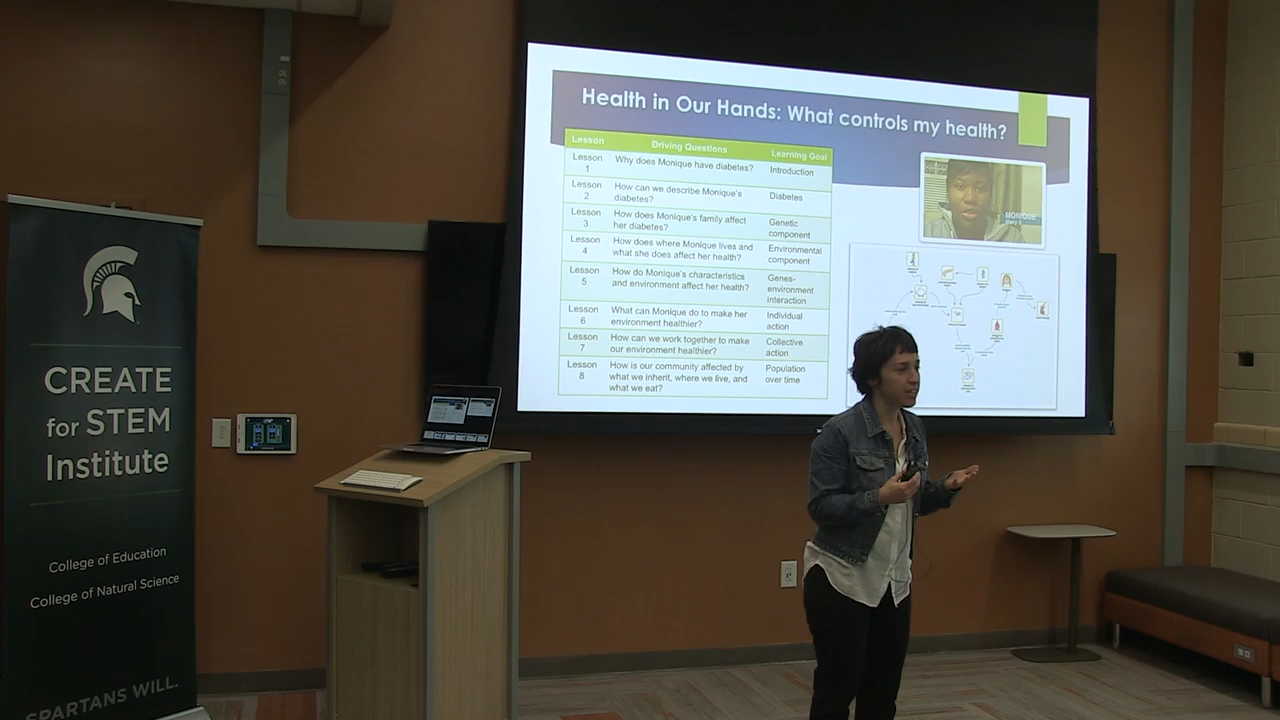 Health in Our Hands: What controls my health?
Lesson Driving Questions Learning Goal
Lesson 1 Why does Monique have diabetes? Introduction
Lesson 2 How can we describe Monique's diabetes? Diabetes
Lesson 3 How does Monique's family affect her diabetes? Genetic component
Lesson 4 How does where Monique lives and what she does affect her health? Environmental component
Lesson 5 How do Monique's characteristics and environment affect her health? Genes-environment interaction
Lesson 6 What can Monique do to make her environment healthier? Individual action
Lesson 7 How can we work together to make our environment healthier? Collective action
Lesson 8 How is our community affected by what we inherit, where we live, and what we eat? Population over time
MONIQUE
CREATE
for STEM
Institute
College of Education
College of Natural Science
SPARTANS WILL.